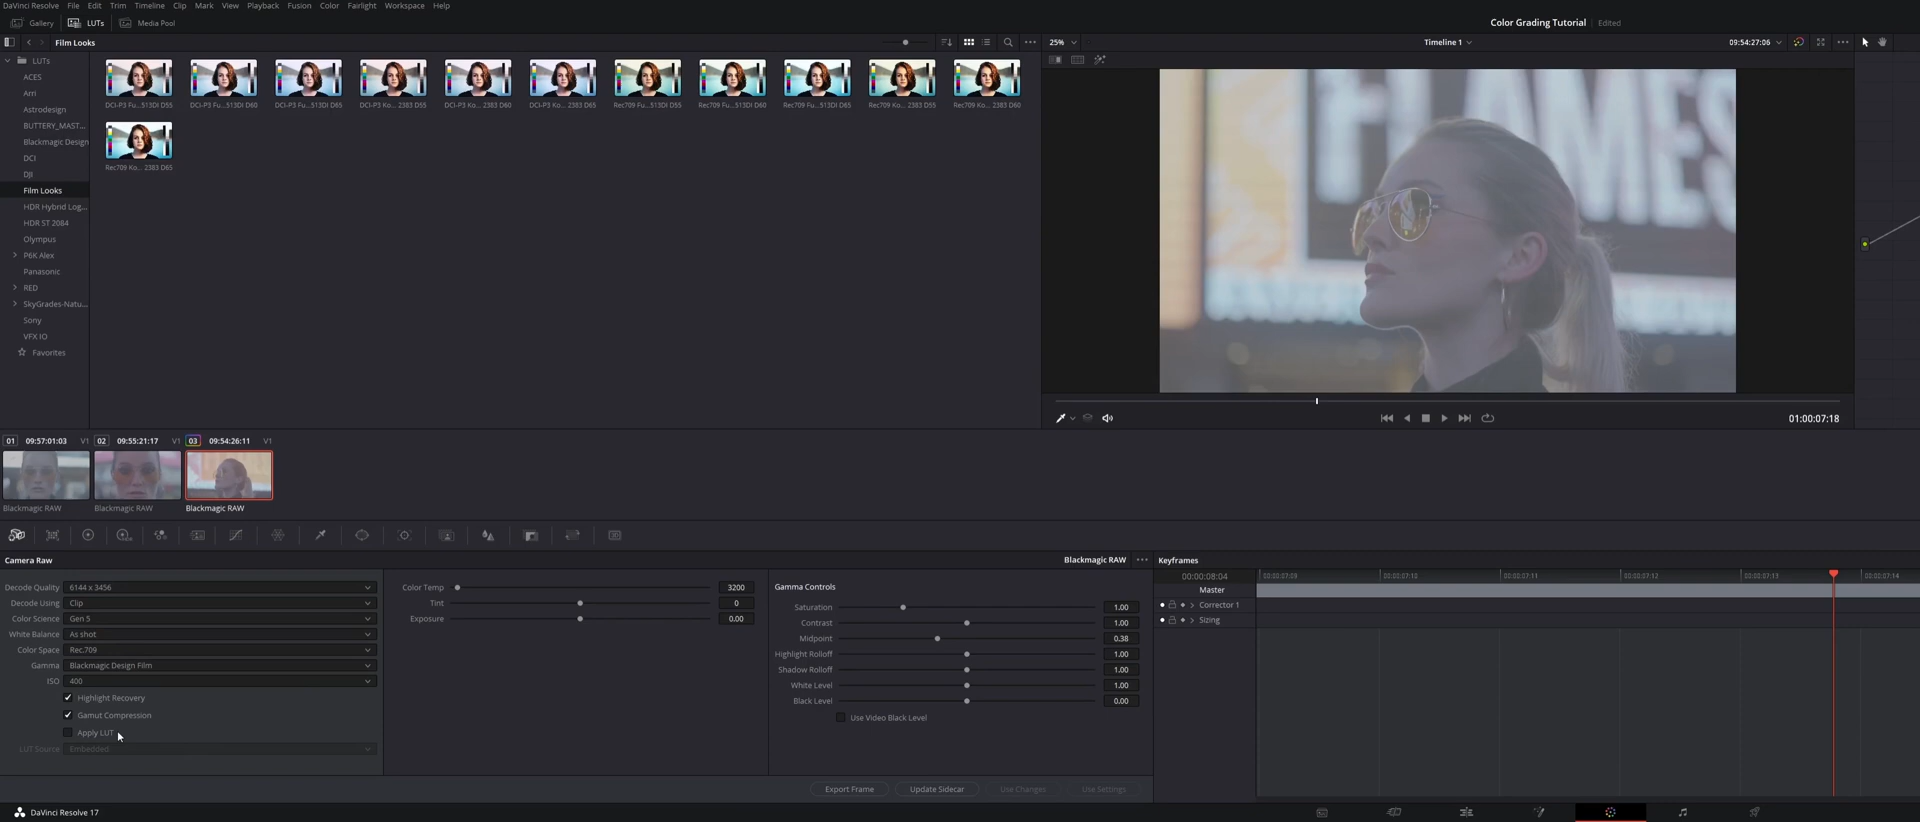 DaVinci Resolve File Edit Trim Timeline Clip Mark View Playback Fusion Color Fairlight Workspace Help
Gallery LUTs Media Pool Color Grading Tutorial Edited
Film Looks 25% Timeline 1 09:54:27:06
LUTs
ACES
Arri
Astrodesign
BUTTERY_MAST...
Blackmagic Design
DCI
DJI
Film Looks
HDR Hybrid Log...
HDR ST 2084
Olympus
P6K Alex
Panasonic
RED
SkyGrades-Natu...
Sony
VFX IO
Favorites
DCI-P3 Fu...513DI D55 DCI-P3 Fu...513DI D60 DCI-P3 Fu...513DI D65 DCI-P3 Ko... 2383 D55 DCI-P3 Ko... 2383 D60 DCI-P3 Ko... 2383 D65 Rec709 Fu...513DI D55 Rec709 Fu...513DI D60 Rec709 Fu...513DI D65 Rec709 Ko... 2383 D55 Rec709 Ko... 2383 D60
Rec709 Ko... 2383 D65
FLAMES
01:00:07:18
01 09:57:01:03 V1 02 09:55:21:17 V1 03 09:54:26:11 V1
Blackmagic RAW Blackmagic RAW Blackmagic RAW
Camera Raw Blackmagic RAW
Decode Quality 6144 x 3456
Decode Using Clip
Color Science Gen 5
White Balance As shot
Color Space Rec.709
Gamma Blackmagic Design Film
ISO 400
Highlight Recovery
Gamut Compression
Apply LUT
LUT Source Embedded
Color Temp 3200
Tint 0
Exposure 0.00
Gamma Controls
Saturation 1.00
Contrast 1.00
Midpoint 0.38
Highlight Rolloff 1.00
Shadow Rolloff 1.00
White Level 1.00
Black Level 0.00
Use Video Black Level
Export Frame Update Sidecar Use Changes Use Settings
Keyframes
00:00:08:04 00:00:07:09 00:00:07:10 00:00:07:11 00:00:07:12 00:00:07:13 00:00:07:14
Master
Corrector 1
Sizing
DaVinci Resolve 17